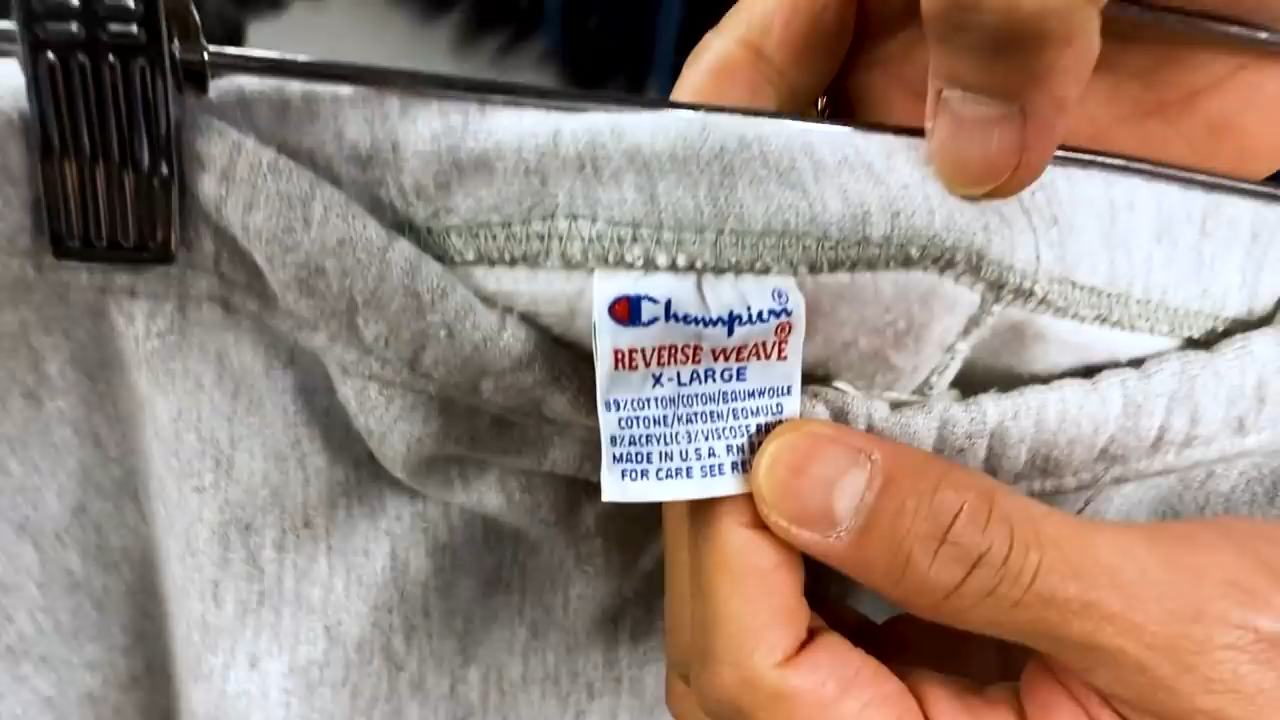 Champion®
REVERSE WEAVE®
X-LARGE
89% COTTON/COTON/BAUMWOLLE
COTONE/KATOEN/BOMULD
8% ACRYLIC·3% VISCOSE
MADE IN U.S.A. RN
FOR CARE SEE